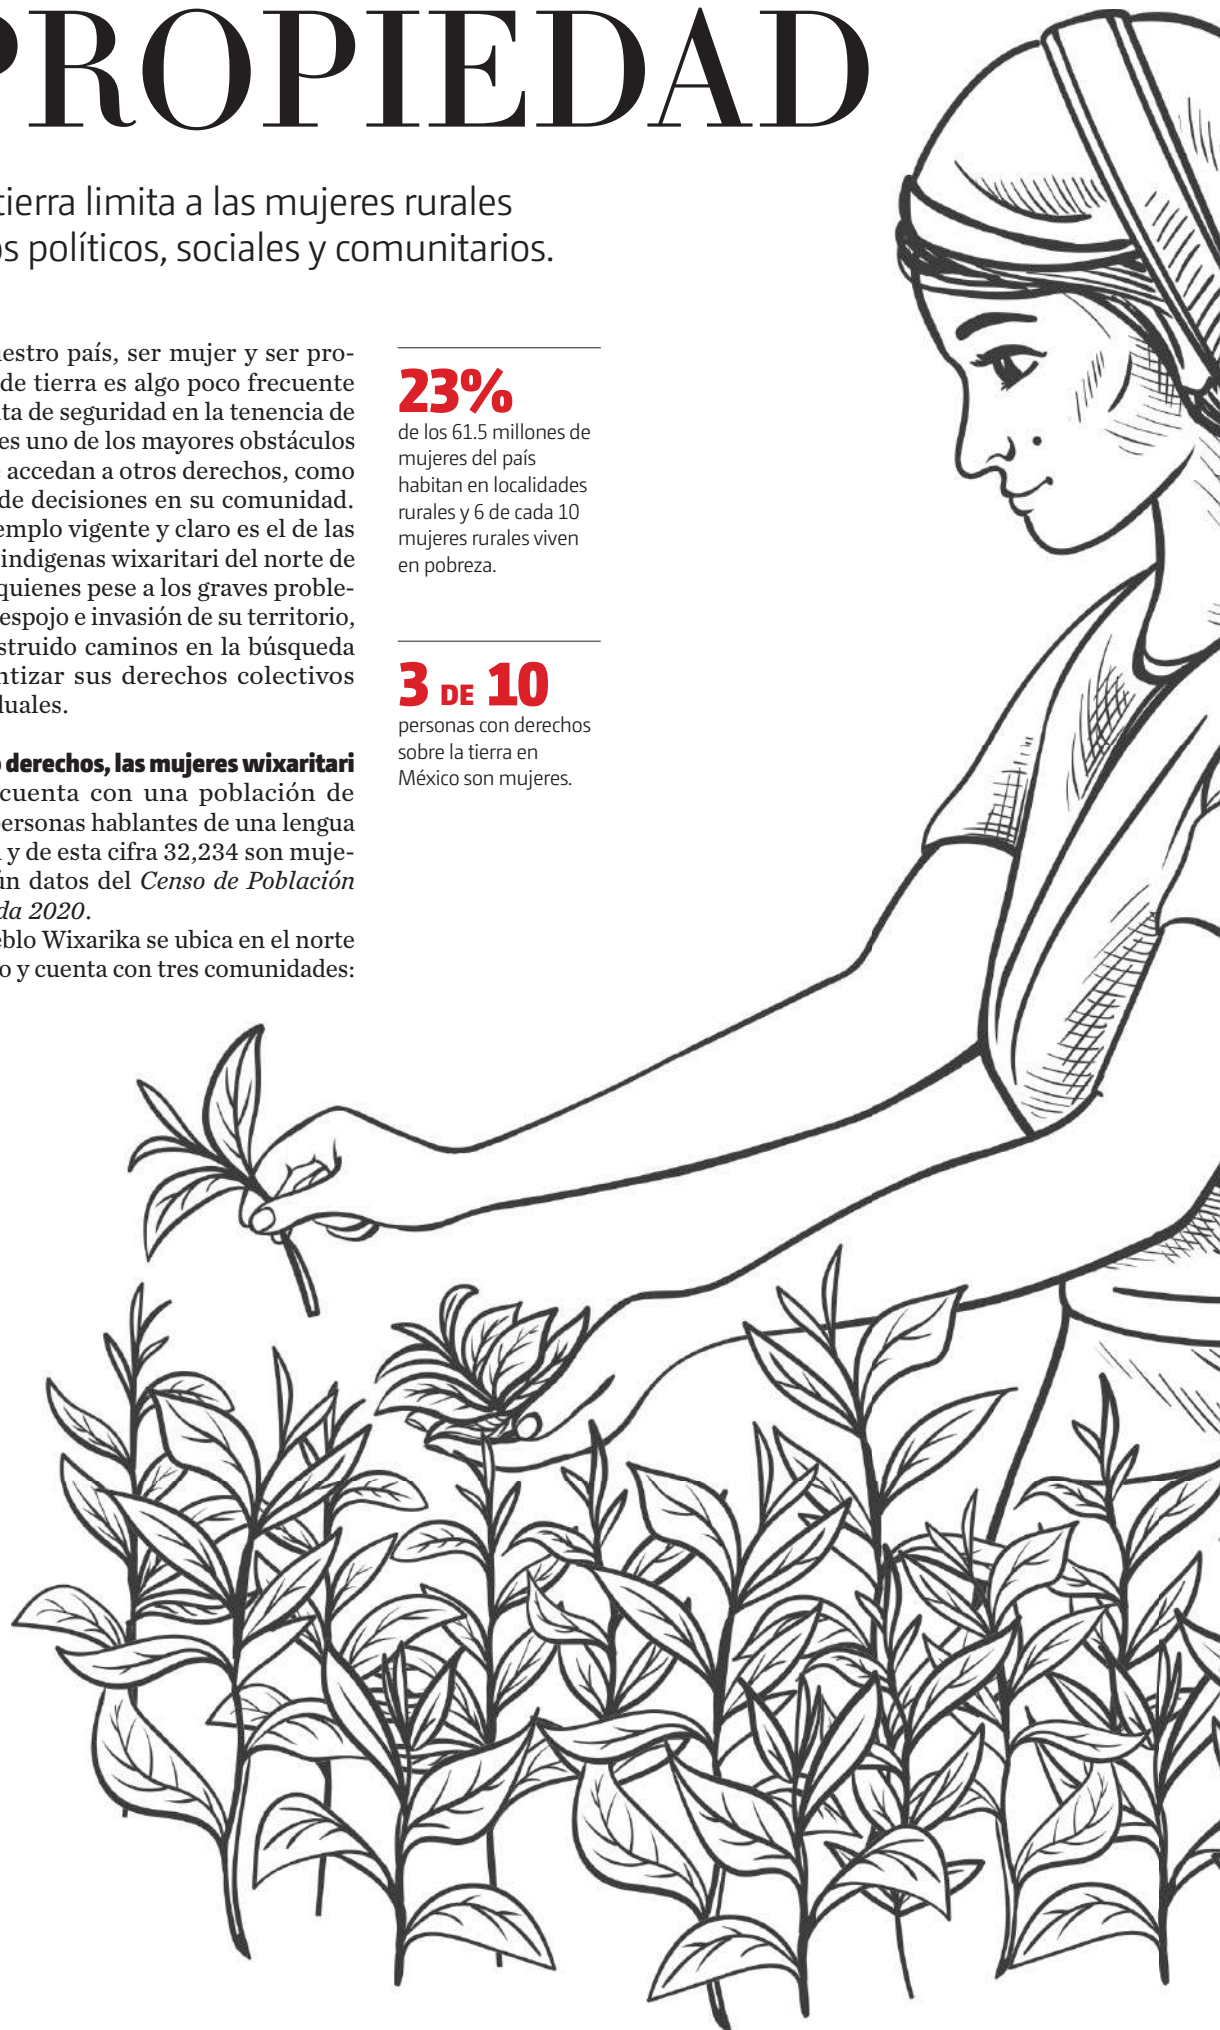 PROPIEDAD
tierra limita a las mujeres rurales
os políticos, sociales y comunitarios.
uestro país, ser mujer y ser pro-
de tierra es algo poco frecuente
ta de seguridad en la tenencia de
es uno de los mayores obstáculos
accedan a otros derechos, como
de decisiones en su comunidad.
emplo vigente y claro es el de las
indigenas wixaritari del norte de
quienes pese a los graves proble-
espojo e invasión de su territorio,
struido caminos en la búsqueda
ntizar sus derechos colectivos
duales.
o derechos, las mujeres wixaritari
cuenta con una población de
personas hablantes de una lengua
y de esta cifra 32,234 son muje-
ún datos del Censo de Población
da 2020.
eblo Wixarika se ubica en el norte
o y cuenta con tres comunidades:
23%
de los 61.5 millones de
mujeres del país
habitan en localidades
rurales y 6 de cada 10
mujeres rurales viven
en pobreza.
3 DE 10
personas con derechos
sobre la tierra en
México son mujeres.